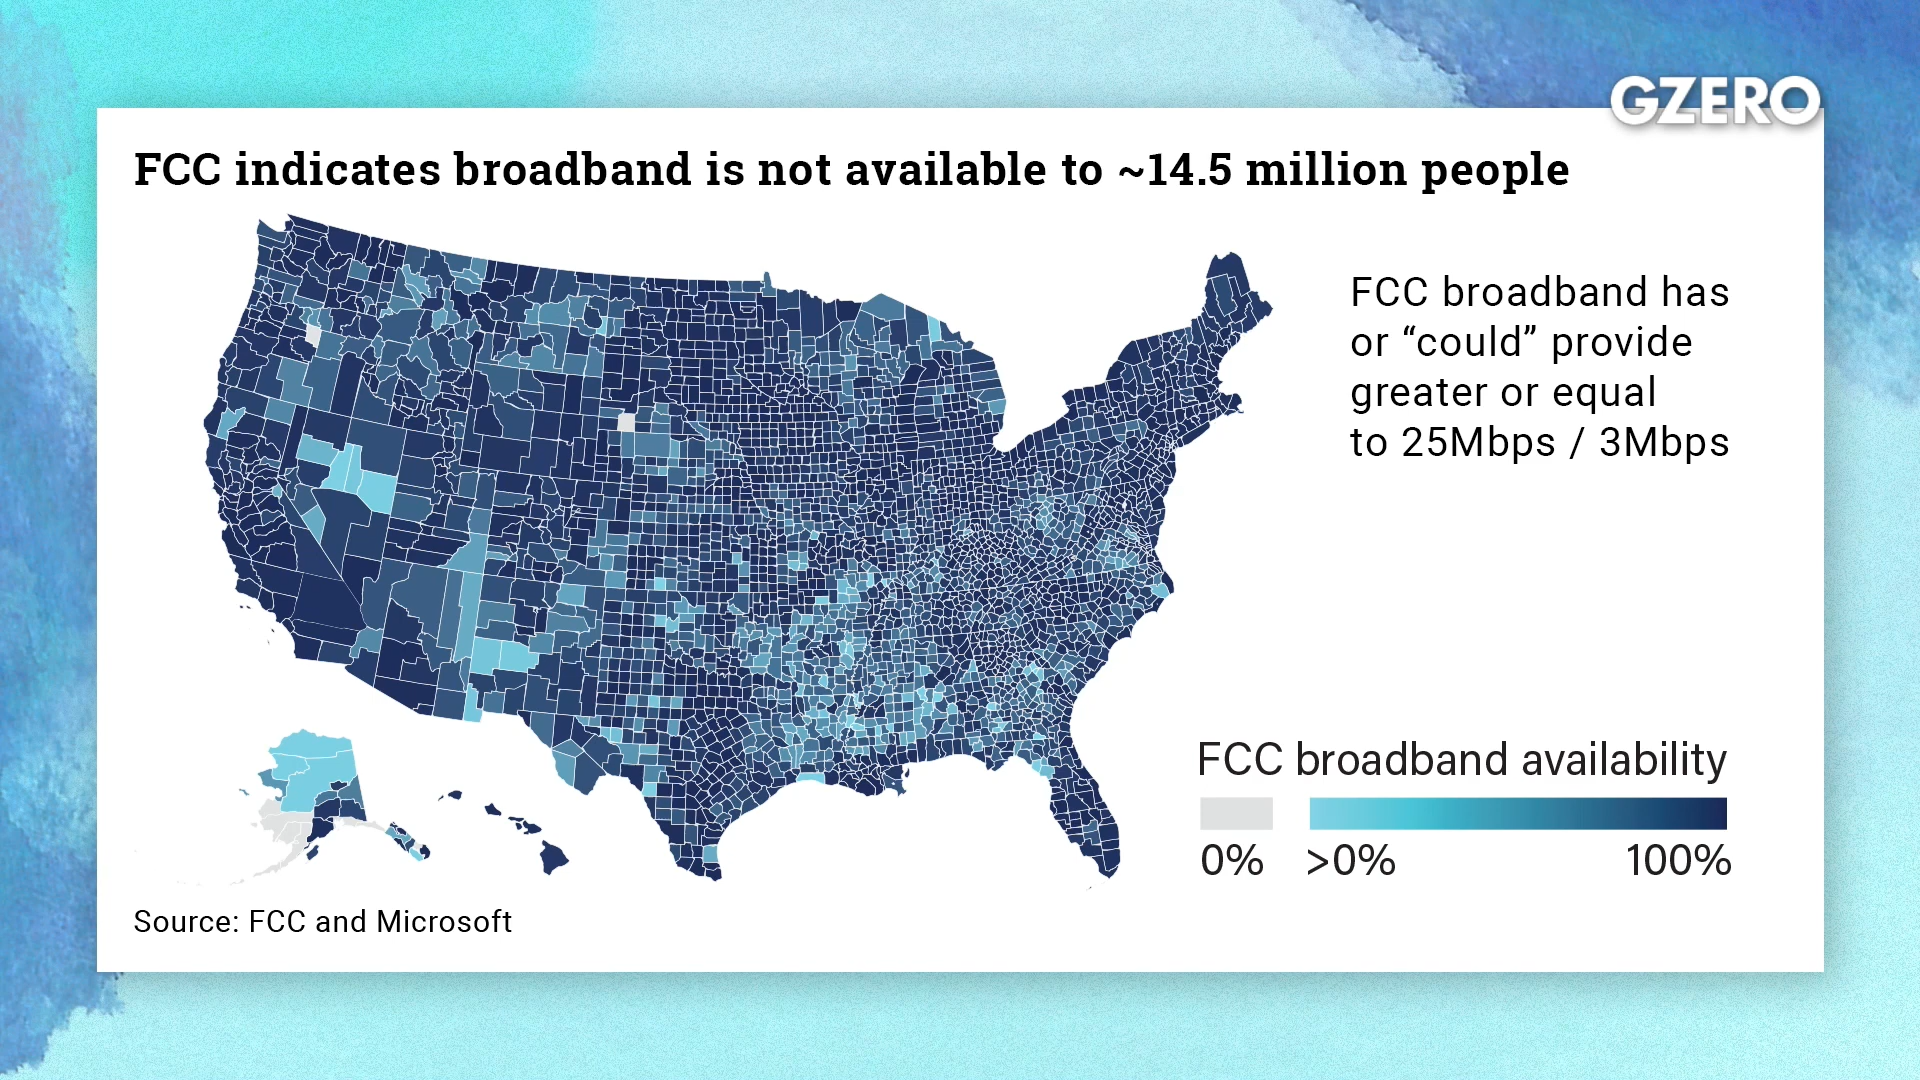 GZERO
FCC indicates broadband is not available to ~14.5 million people
FCC broadband has
or “could” provide
greater or equal
to 25Mbps / 3Mbps
FCC broadband availability
0% >0% 100%
Source: FCC and Microsoft